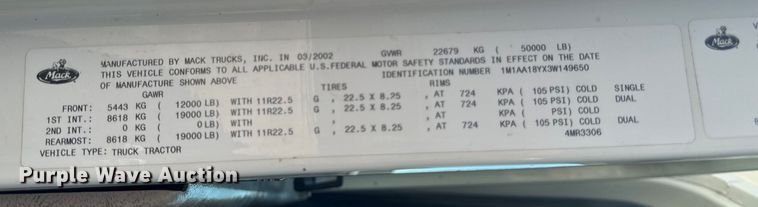 Mack
MANUFACTURED BY MACK TRUCKS, INC. IN 03/2002 GVWR 22679 KG ( 50000 LB)
THIS VEHICLE CONFORMS TO ALL APPLICABLE U.S.FEDERAL MOTOR SAFETY STANDARDS IN EFFECT ON THE DATE
OF MANUFACTURE SHOWN ABOVE IDENTIFICATION NUMBER 1M1AA18YX3W149650
GAWR TIRES RIMS
FRONT: 5443 KG ( 12000 LB) WITH 11R22.5 G , 22.5 X 8.25 , AT 724 KPA ( 105 PSI) COLD SINGLE
1ST INT.: 8618 KG ( 19000 LB) WITH 11R22.5 G , 22.5 X 8.25 , AT 724 KPA ( 105 PSI) COLD DUAL
2ND INT.: 0 KG ( 0 LB) WITH , , AT KPA ( PSI) COLD
REARMOST: 8618 KG ( 19000 LB) WITH 11R22.5 G , 22.5 X 8.25 , AT 724 KPA ( 105 PSI) COLD DUAL
VEHICLE TYPE: TRUCK TRACTOR 4MR3306
Mack
Purple Wave Auction